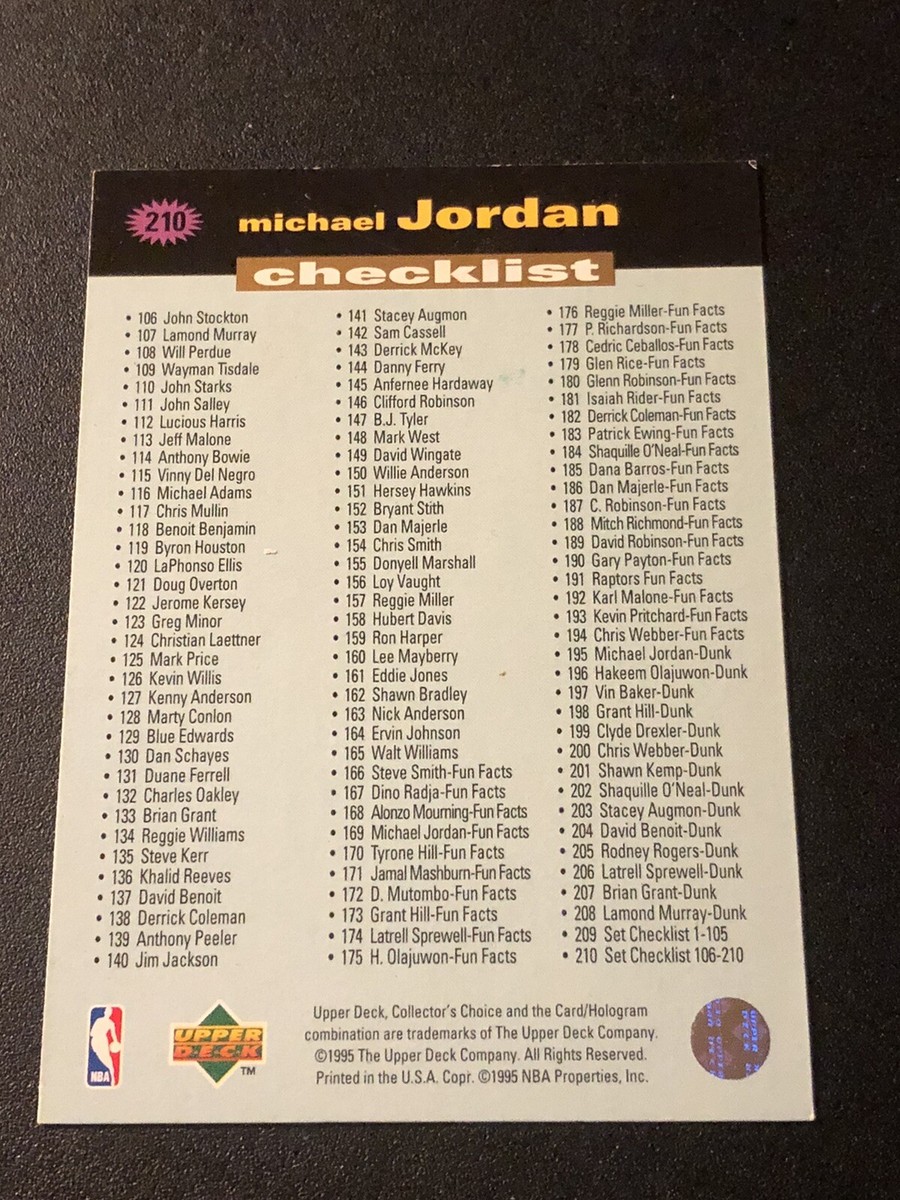 210
michael Jordan
checklist
• 106 John Stockton
• 107 Lamond Murray
• 108 Will Perdue
• 109 Wayman Tisdale
• 110 John Starks
• 111 John Salley
• 112 Lucious Harris
• 113 Jeff Malone
• 114 Anthony Bowie
• 115 Vinny Del Negro
• 116 Michael Adams
• 117 Chris Mullin
• 118 Benoit Benjamin
• 119 Byron Houston
• 120 LaPhonso Ellis
• 121 Doug Overton
• 122 Jerome Kersey
• 123 Greg Minor
• 124 Christian Laettner
• 125 Mark Price
• 126 Kevin Willis
• 127 Kenny Anderson
• 128 Marty Conlon
• 129 Blue Edwards
• 130 Dan Schayes
• 131 Duane Ferrell
• 132 Charles Oakley
• 133 Brian Grant
• 134 Reggie Williams
• 135 Steve Kerr
• 136 Khalid Reeves
• 137 David Benoit
• 138 Derrick Coleman
• 139 Anthony Peeler
• 140 Jim Jackson
• 141 Stacey Augmon
• 142 Sam Cassell
• 143 Derrick McKey
• 144 Danny Ferry
• 145 Anfernee Hardaway
• 146 Clifford Robinson
• 147 B.J. Tyler
• 148 Mark West
• 149 David Wingate
• 150 Willie Anderson
• 151 Hersey Hawkins
• 152 Bryant Stith
• 153 Dan Majerle
• 154 Chris Smith
• 155 Donyell Marshall
• 156 Loy Vaught
• 157 Reggie Miller
• 158 Hubert Davis
• 159 Ron Harper
• 160 Lee Mayberry
• 161 Eddie Jones
• 162 Shawn Bradley
• 163 Nick Anderson
• 164 Ervin Johnson
• 165 Walt Williams
• 166 Steve Smith-Fun Facts
• 167 Dino Radja-Fun Facts
• 168 Alonzo Mourning-Fun Facts
• 169 Michael Jordan-Fun Facts
• 170 Tyrone Hill-Fun Facts
• 171 Jamal Mashburn-Fun Facts
• 172 D. Mutombo-Fun Facts
• 173 Grant Hill-Fun Facts
• 174 Latrell Sprewell-Fun Facts
• 175 H. Olajuwon-Fun Facts
• 176 Reggie Miller-Fun Facts
• 177 P. Richardson-Fun Facts
• 178 Cedric Ceballos-Fun Facts
• 179 Glen Rice-Fun Facts
• 180 Glenn Robinson-Fun Facts
• 181 Isaiah Rider-Fun Facts
• 182 Derrick Coleman-Fun Facts
• 183 Patrick Ewing-Fun Facts
• 184 Shaquille O'Neal-Fun Facts
• 185 Dana Barros-Fun Facts
• 186 Dan Majerle-Fun Facts
• 187 C. Robinson-Fun Facts
• 188 Mitch Richmond-Fun Facts
• 189 David Robinson-Fun Facts
• 190 Gary Payton-Fun Facts
• 191 Raptors Fun Facts
• 192 Karl Malone-Fun Facts
• 193 Kevin Pritchard-Fun Facts
• 194 Chris Webber-Fun Facts
• 195 Michael Jordan-Dunk
• 196 Hakeem Olajuwon-Dunk
• 197 Vin Baker-Dunk
• 198 Grant Hill-Dunk
• 199 Clyde Drexler-Dunk
• 200 Chris Webber-Dunk
• 201 Shawn Kemp-Dunk
• 202 Shaquille O'Neal-Dunk
• 203 Stacey Augmon-Dunk
• 204 David Benoit-Dunk
• 205 Rodney Rogers-Dunk
• 206 Latrell Sprewell-Dunk
• 207 Brian Grant-Dunk
• 208 Lamond Murray-Dunk
• 209 Set Checklist 1-105
• 210 Set Checklist 106-210
NBA
UPPER
DECK
TM
Upper Deck, Collector's Choice and the Card/Hologram
combination are trademarks of The Upper Deck Company.
©1995 The Upper Deck Company. All Rights Reserved.
Printed in the U.S.A. Copr. ©1995 NBA Properties, Inc.